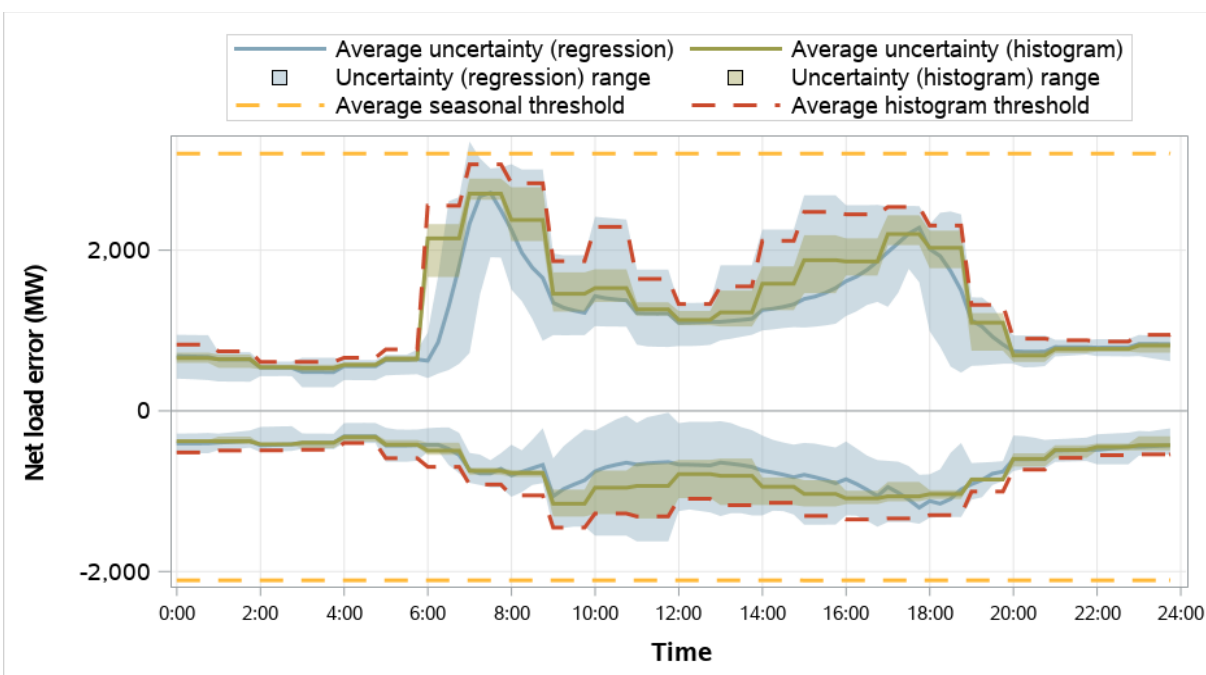 Average uncertainty (regression) Average uncertainty (histogram)
Uncertainty (regression) range Uncertainty (histogram) range
Average seasonal threshold Average histogram threshold
Net load error (MW)
2,000
0
-2,000
0:00 2:00 4:00 6:00 8:00 10:00 12:00 14:00 16:00 18:00 20:00 22:00 24:00
Time